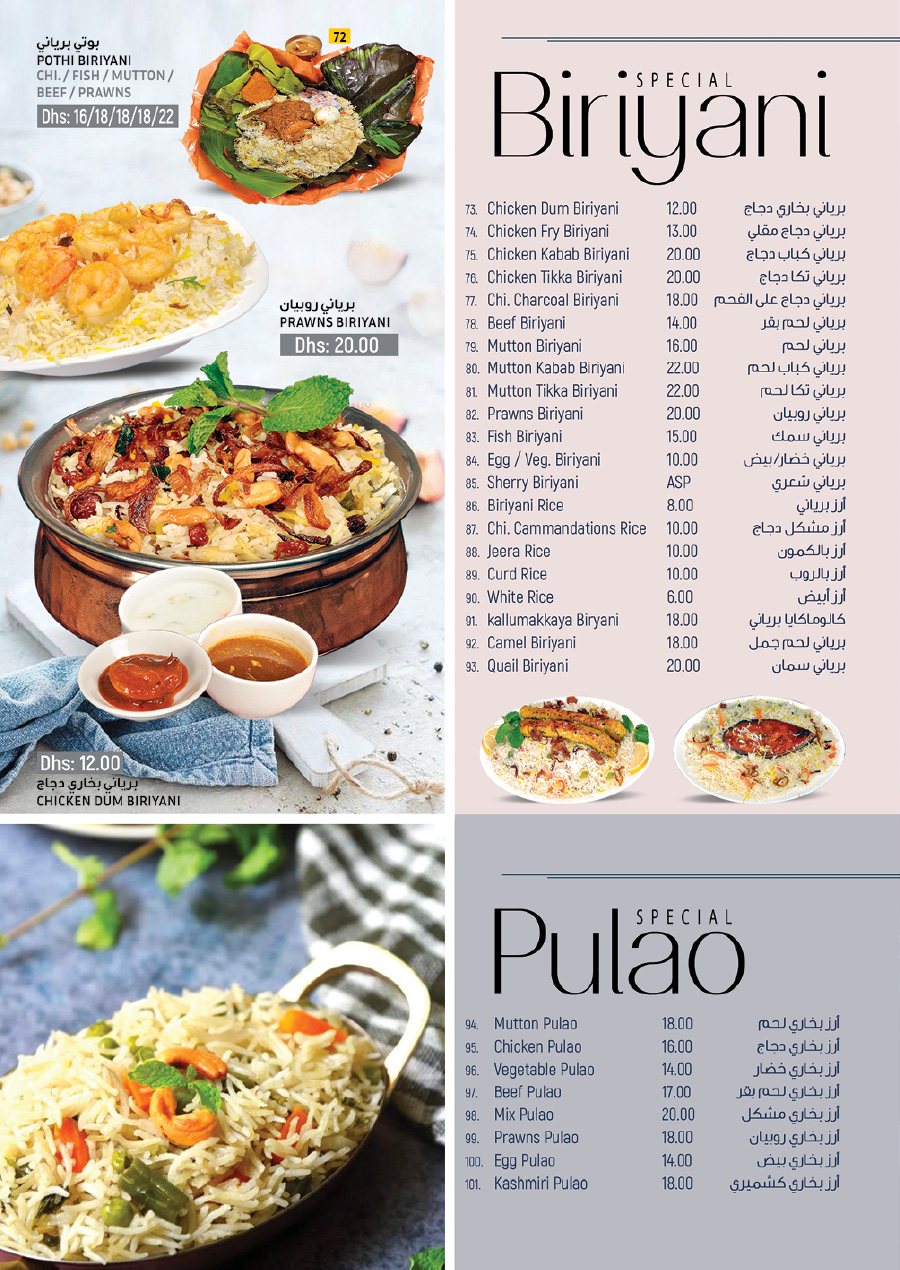 72
بوتي برياني
POTHI BIRIYANI
CHI. / FISH / MUTTON /
BEEF / PRAWNS
Dhs: 16/18/18/18/22
برياني روبيان
PRAWNS BIRIYANI
Dhs: 20.00
Dhs: 12.00
برياني بخاري دجاج
CHICKEN DUM BIRIYANI
SPECIAL
Biriyani
73. Chicken Dum Biriyani 12.00 برياني بخاري دجاج
74. Chicken Fry Biriyani 13.00 برياني دجاج مقلي
75. Chicken Kabab Biriyani 20.00 برياني كباب دجاج
76. Chicken Tikka Biriyani 20.00 برياني تكا دجاج
77. Chi. Charcoal Biriyani 18.00 برياني دجاج على الفحم
78. Beef Biriyani 14.00 برياني لحم بقر
79. Mutton Biriyani 16.00 برياني لحم
80. Mutton Kabab Biriyani 22.00 برياني كباب لحم
81. Mutton Tikka Biriyani 22.00 برياني تكا لحم
82. Prawns Biriyani 20.00 برياني روبيان
83. Fish Biriyani 15.00 برياني سمك
84. Egg / Veg. Biriyani 10.00 برياني خضار/بيض
85. Sherry Biriyani ASP برياني شعري
86. Biriyani Rice 8.00 أرز برياني
87. Chi. Cammandations Rice 10.00 أرز مشكل دجاج
88. Jeera Rice 10.00 أرز بالكمون
89. Curd Rice 10.00 أرز بالروب
90. White Rice 6.00 أرز أبيض
91. kallumakkaya Biryani 18.00 كالوماكايا برياني
92. Camel Biriyani 18.00 برياني لحم جمل
93. Quail Biriyani 20.00 برياني سمان
SPECIAL
Pulao
94. Mutton Pulao 18.00 أرز بخاري لحم
95. Chicken Pulao 16.00 أرز بخاري دجاج
96. Vegetable Pulao 14.00 أرز بخاري خضار
97. Beef Pulao 17.00 أرز بخاري لحم بقر
98. Mix Pulao 20.00 أرز بخاري مشكل
99. Prawns Pulao 18.00 أرز بخاري روبيان
100. Egg Pulao 14.00 أرز بخاري بيض
101. Kashmiri Pulao 18.00 أرز بخاري كشميري